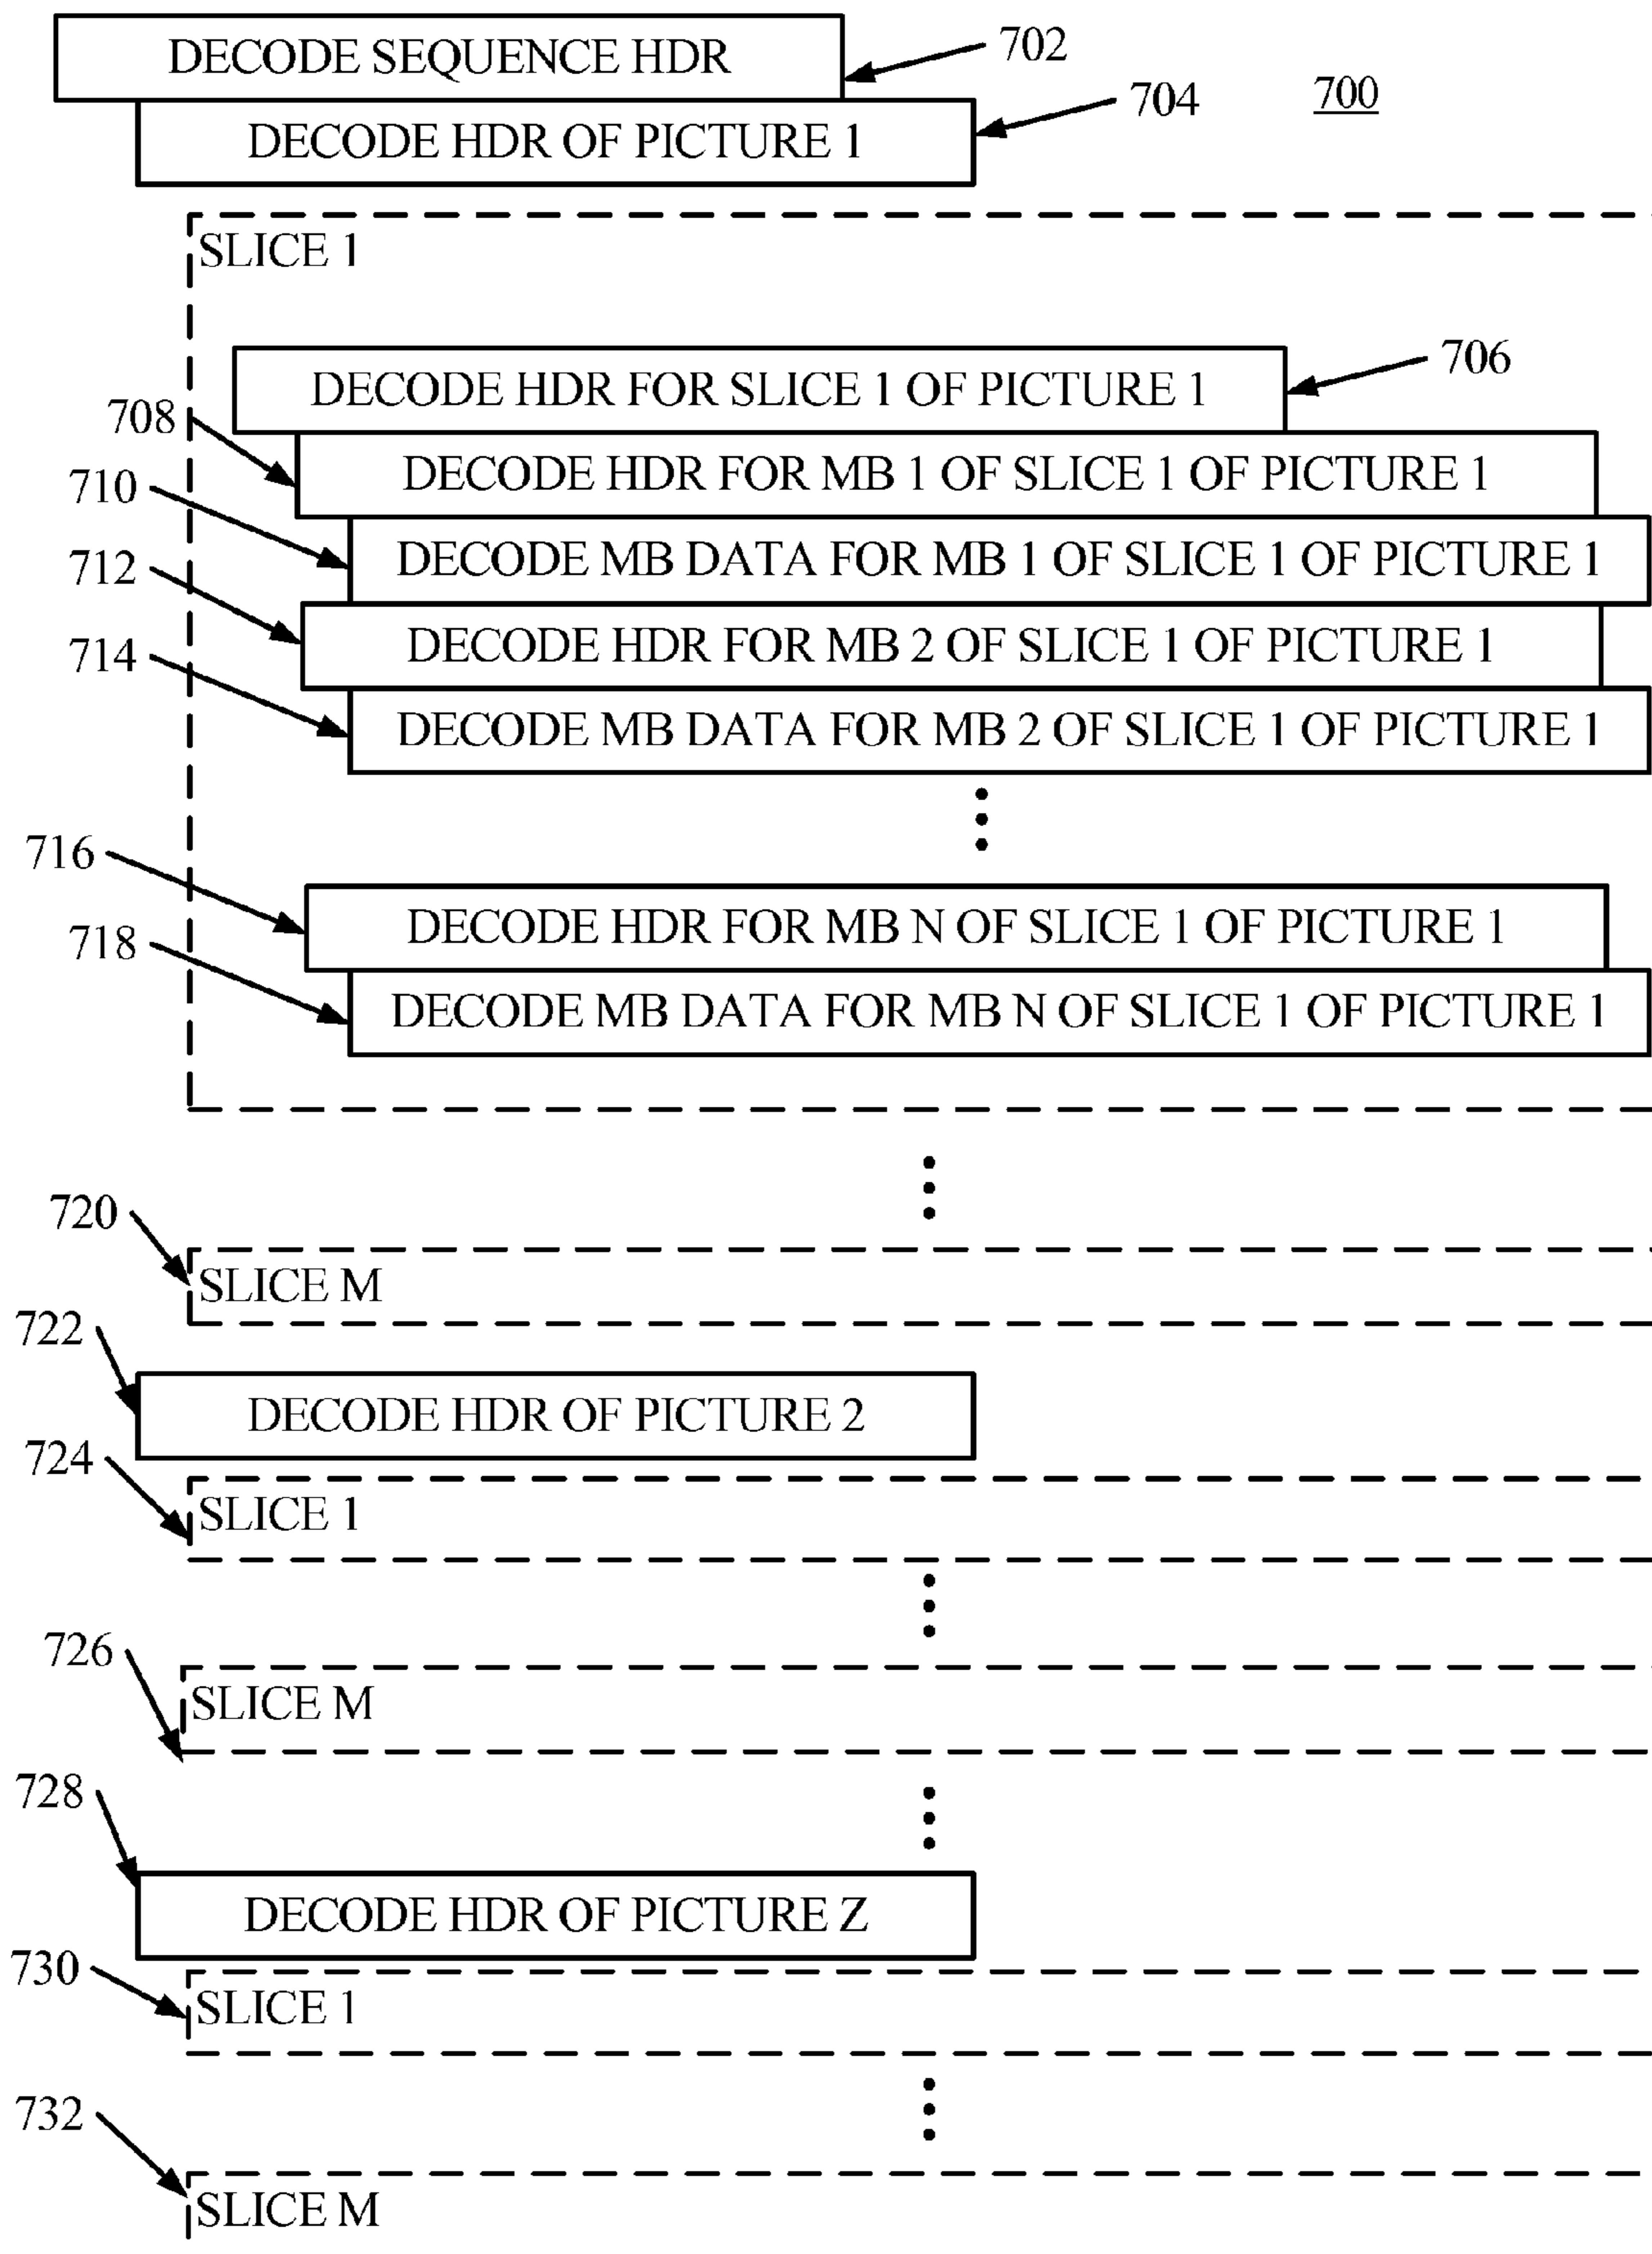 DECODE SEQUENCE HDR
702
DECODE HDR OF PICTURE 1
704
700
SLICE 1
DECODE HDR FOR SLICE 1 OF PICTURE 1
706
708
DECODE HDR FOR MB 1 OF SLICE 1 OF PICTURE 1
710
DECODE MB DATA FOR MB 1 OF SLICE 1 OF PICTURE 1
712
DECODE HDR FOR MB 2 OF SLICE 1 OF PICTURE 1
714
DECODE MB DATA FOR MB 2 OF SLICE 1 OF PICTURE 1
716
DECODE HDR FOR MB N OF SLICE 1 OF PICTURE 1
718
DECODE MB DATA FOR MB N OF SLICE 1 OF PICTURE 1
720
SLICE M
722
DECODE HDR OF PICTURE 2
724
SLICE 1
726
SLICE M
728
DECODE HDR OF PICTURE Z
730
SLICE 1
732
SLICE M